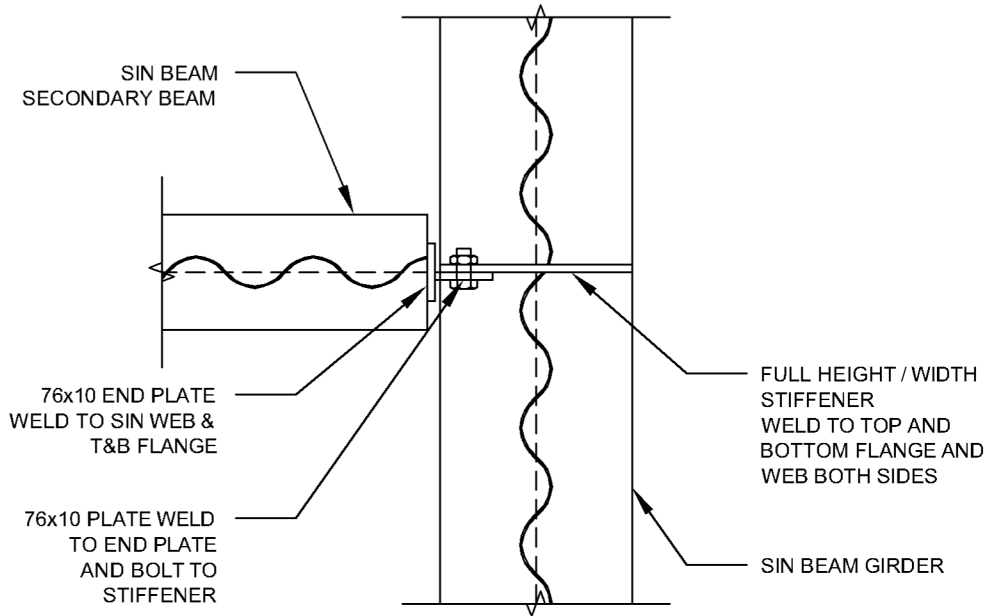 SIN BEAM
SECONDARY BEAM
76x10 END PLATE
WELD TO SIN WEB &
T&B FLANGE
76x10 PLATE WELD
TO END PLATE
AND BOLT TO
STIFFENER
FULL HEIGHT / WIDTH
STIFFENER
WELD TO TOP AND
BOTTOM FLANGE AND
WEB BOTH SIDES
SIN BEAM GIRDER